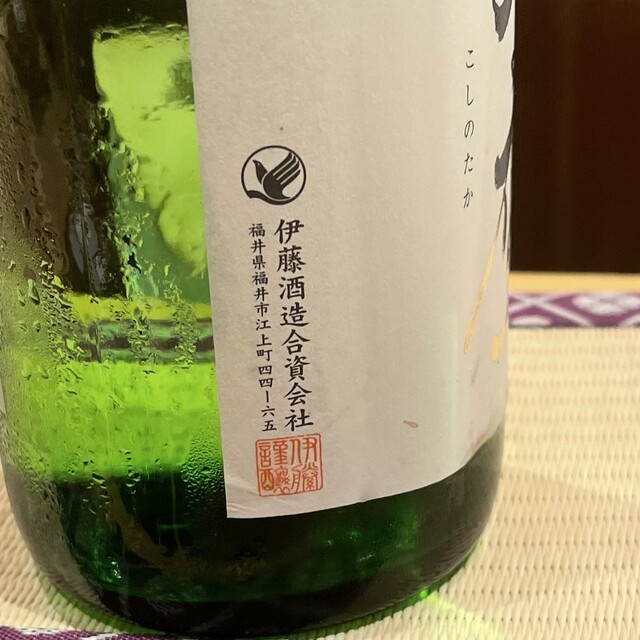 こしのたか
伊藤酒造合資会社
福井県福井市江上町四四ー六五